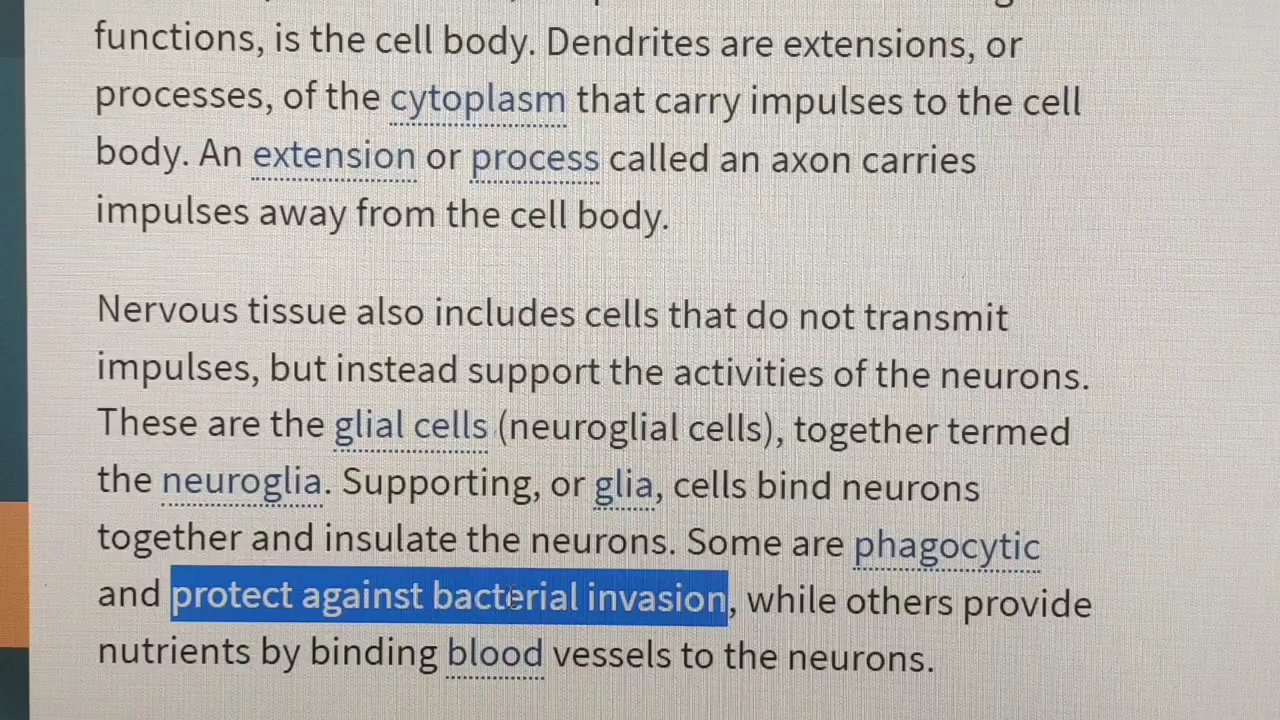 functions, is the cell body. Dendrites are extensions, or
processes, of the cytoplasm that carry impulses to the cell
body. An extension or process called an axon carries
impulses away from the cell body.
Nervous tissue also includes cells that do not transmit
impulses, but instead support the activities of the neurons.
These are the glial cells (neuroglial cells), together termed
the neuroglia. Supporting, or glia, cells bind neurons
together and insulate the neurons. Some are phagocytic
and protect against bacterial invasion, while others provide
nutrients by binding blood vessels to the neurons.